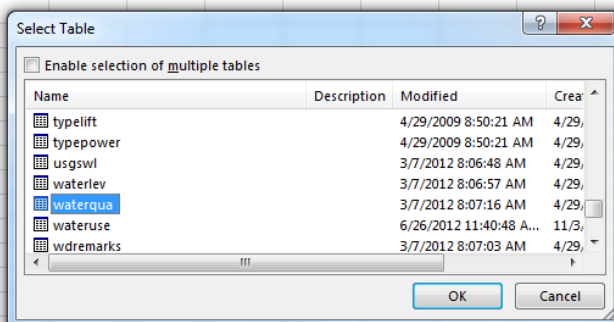 Select Table
Enable selection of multiple tables
Name Description Modified Crea
typelift 4/29/2009 8:50:21 AM 4/29/
typepower 4/29/2009 8:50:21 AM 4/29/
usgswl 3/7/2012 8:06:48 AM 4/29/
waterlev 3/7/2012 8:06:57 AM 4/29/
waterqua 3/7/2012 8:07:16 AM 4/29/
wateruse 6/26/2012 11:40:48 A... 11/3/
wdremarks 3/7/2012 8:07:03 AM 4/29/
OK Cancel